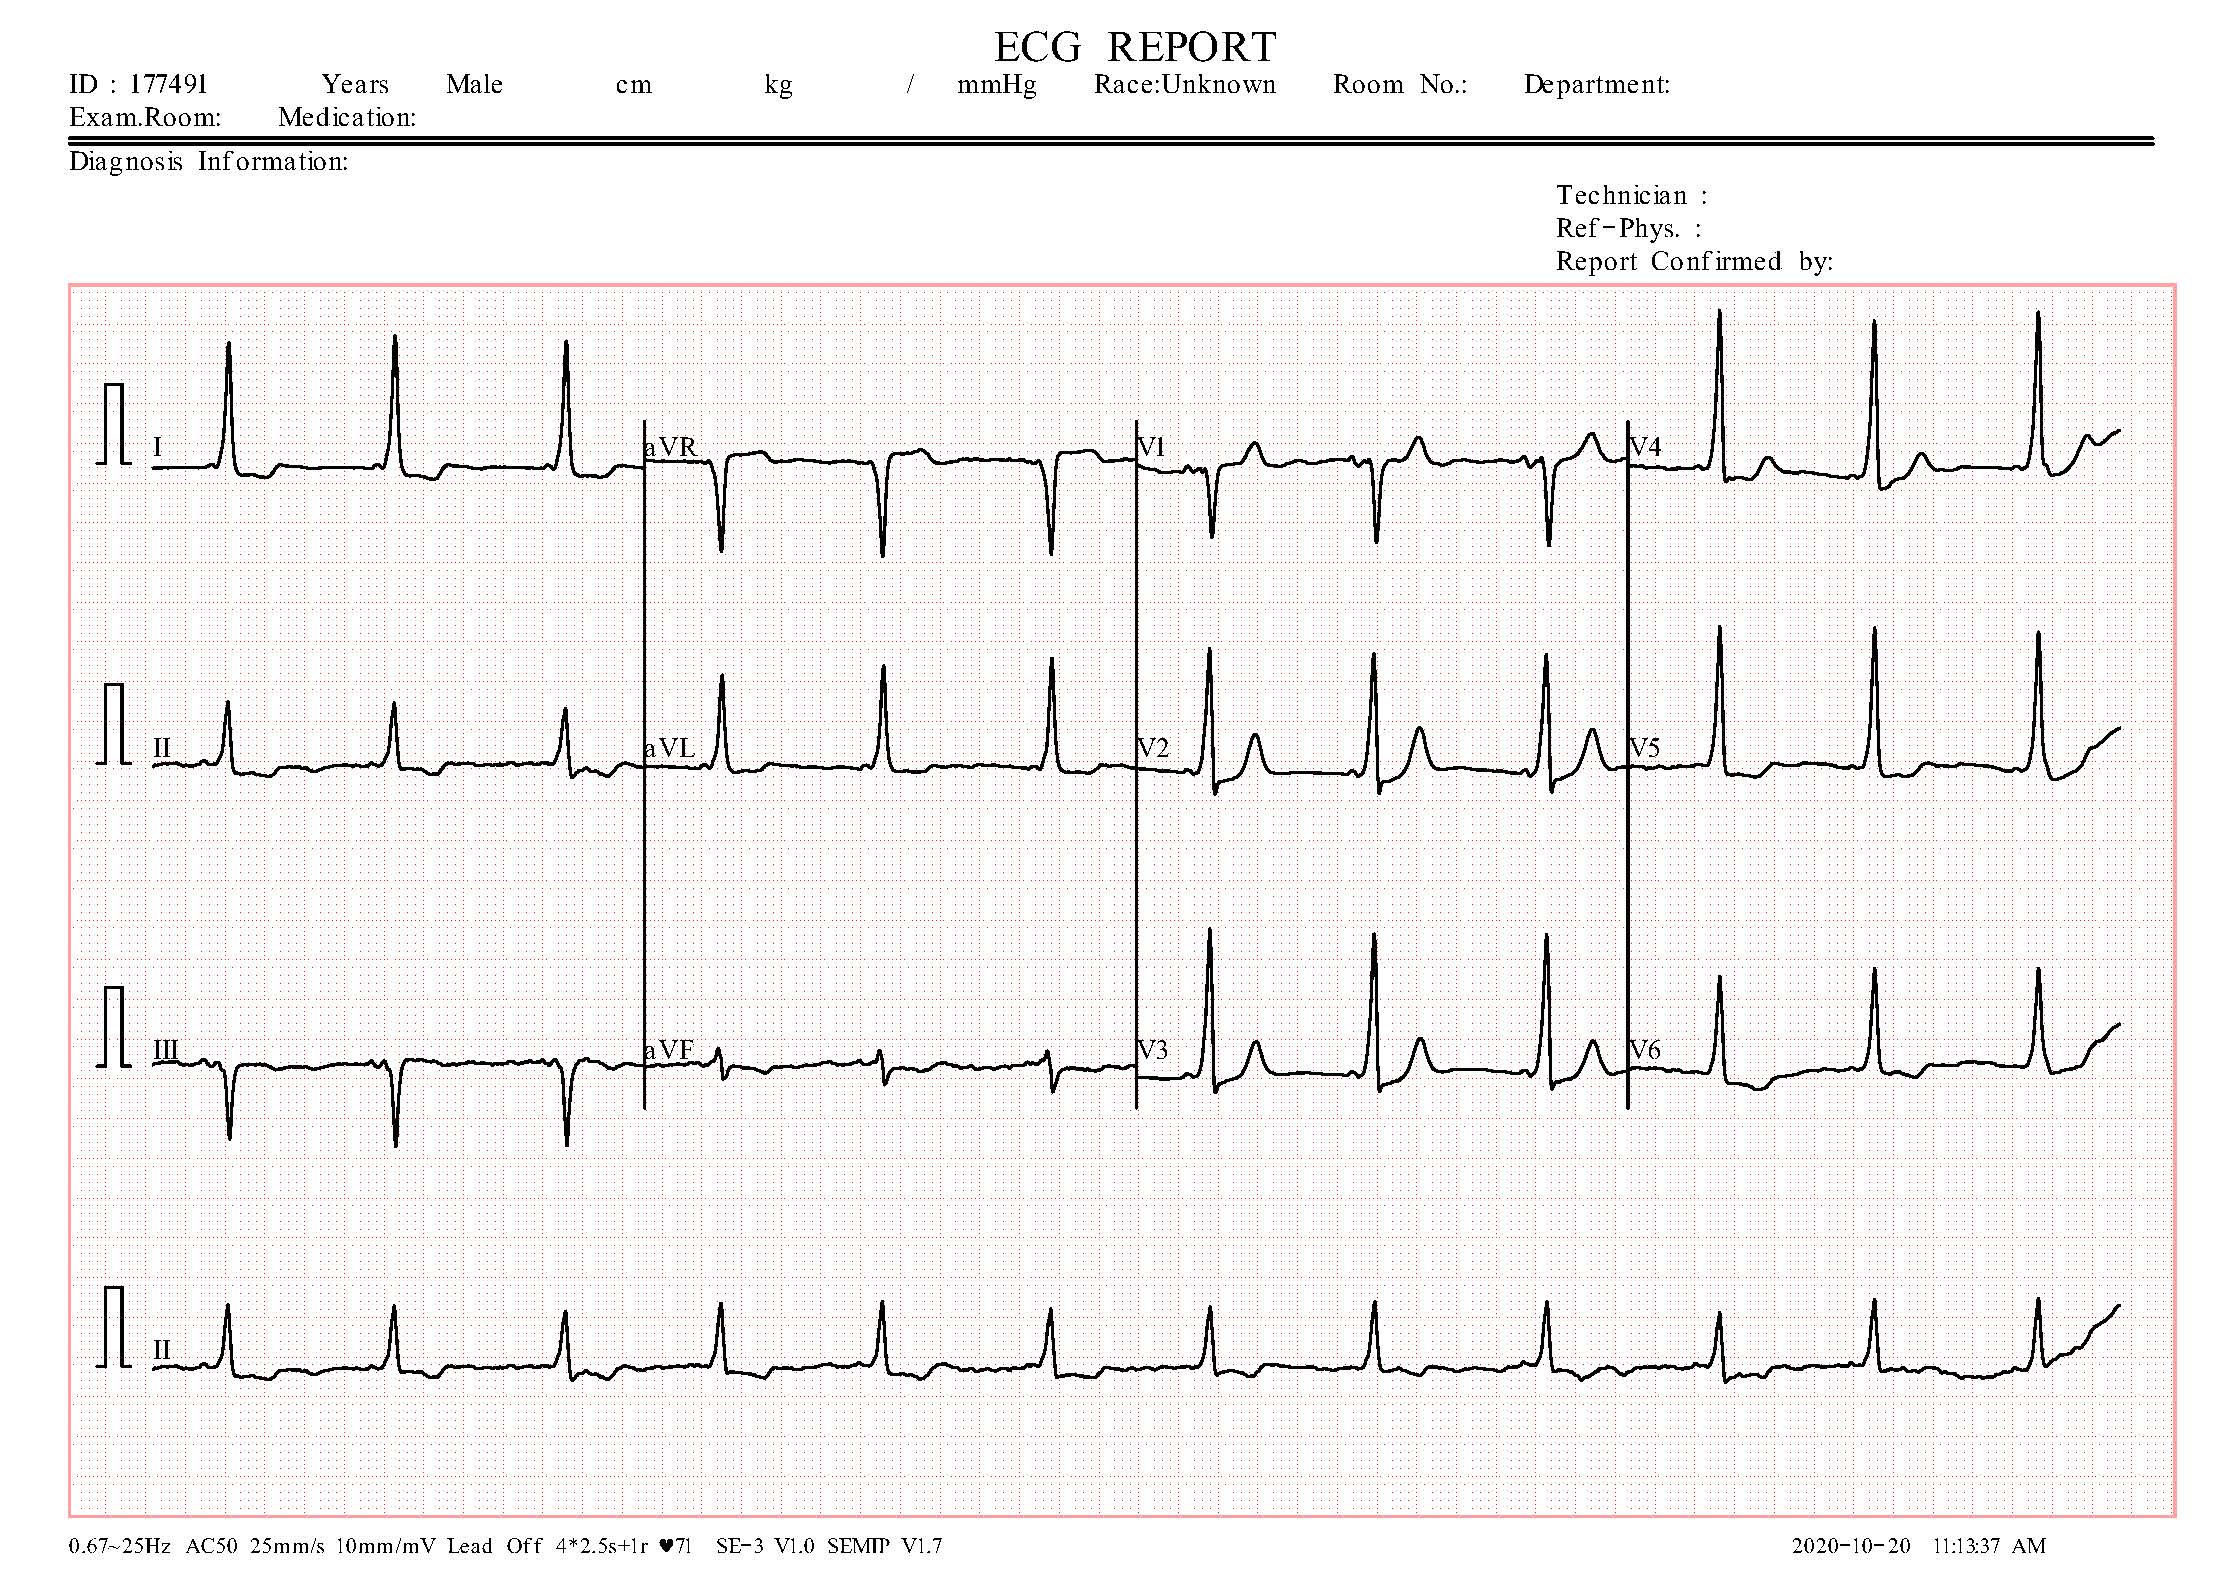 ECG REPORT
ID : 177491 Years Male cm kg / mmHg Race:Unknown Room No.: Department:
Exam.Room: Medication:
Diagnosis Information:
Technician :
Ref-Phys. :
Report Confirmed by:
I aVR V1 V4
II aVL V2 V5
III aVF V3 V6
II
0.67~25Hz AC50 25mm/s 10mm/mV Lead Off 4*2.5s+1r ♥71 SE-3 V1.0 SEMIP V1.7 2020-10-20 11:13:37 AM